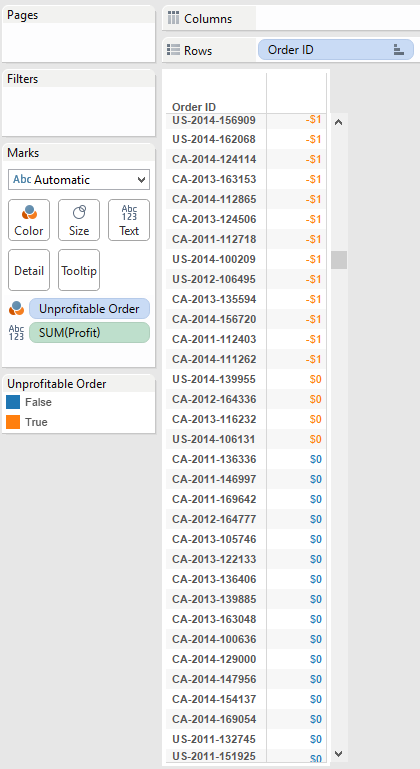 Pages
Columns
Rows
Order ID
Filters
Marks
Abc Automatic
Color
Size
Abc
123
Text
Detail
Tooltip
Unprofitable Order
Abc
123
SUM(Profit)
Unprofitable Order
False
True
Order ID
US-2014-156909 -$1
US-2014-162068 -$1
CA-2014-124114 -$1
CA-2013-163153 -$1
CA-2014-112865 -$1
CA-2013-124506 -$1
CA-2011-112718 -$1
US-2014-100209 -$1
US-2012-106495 -$1
CA-2013-135594 -$1
CA-2014-156720 -$1
CA-2011-112403 -$1
CA-2014-111262 -$1
US-2014-139955 $0
CA-2012-164336 $0
CA-2013-116232 $0
US-2014-106131 $0
CA-2011-136336 $0
CA-2011-146997 $0
CA-2011-169642 $0
CA-2012-164777 $0
CA-2013-105746 $0
CA-2013-122133 $0
CA-2013-136406 $0
CA-2013-139885 $0
CA-2013-163048 $0
CA-2014-100636 $0
CA-2014-129000 $0
CA-2014-147956 $0
CA-2014-154137 $0
CA-2014-169054 $0
US-2011-132745 $0
US-2011-151925 $0